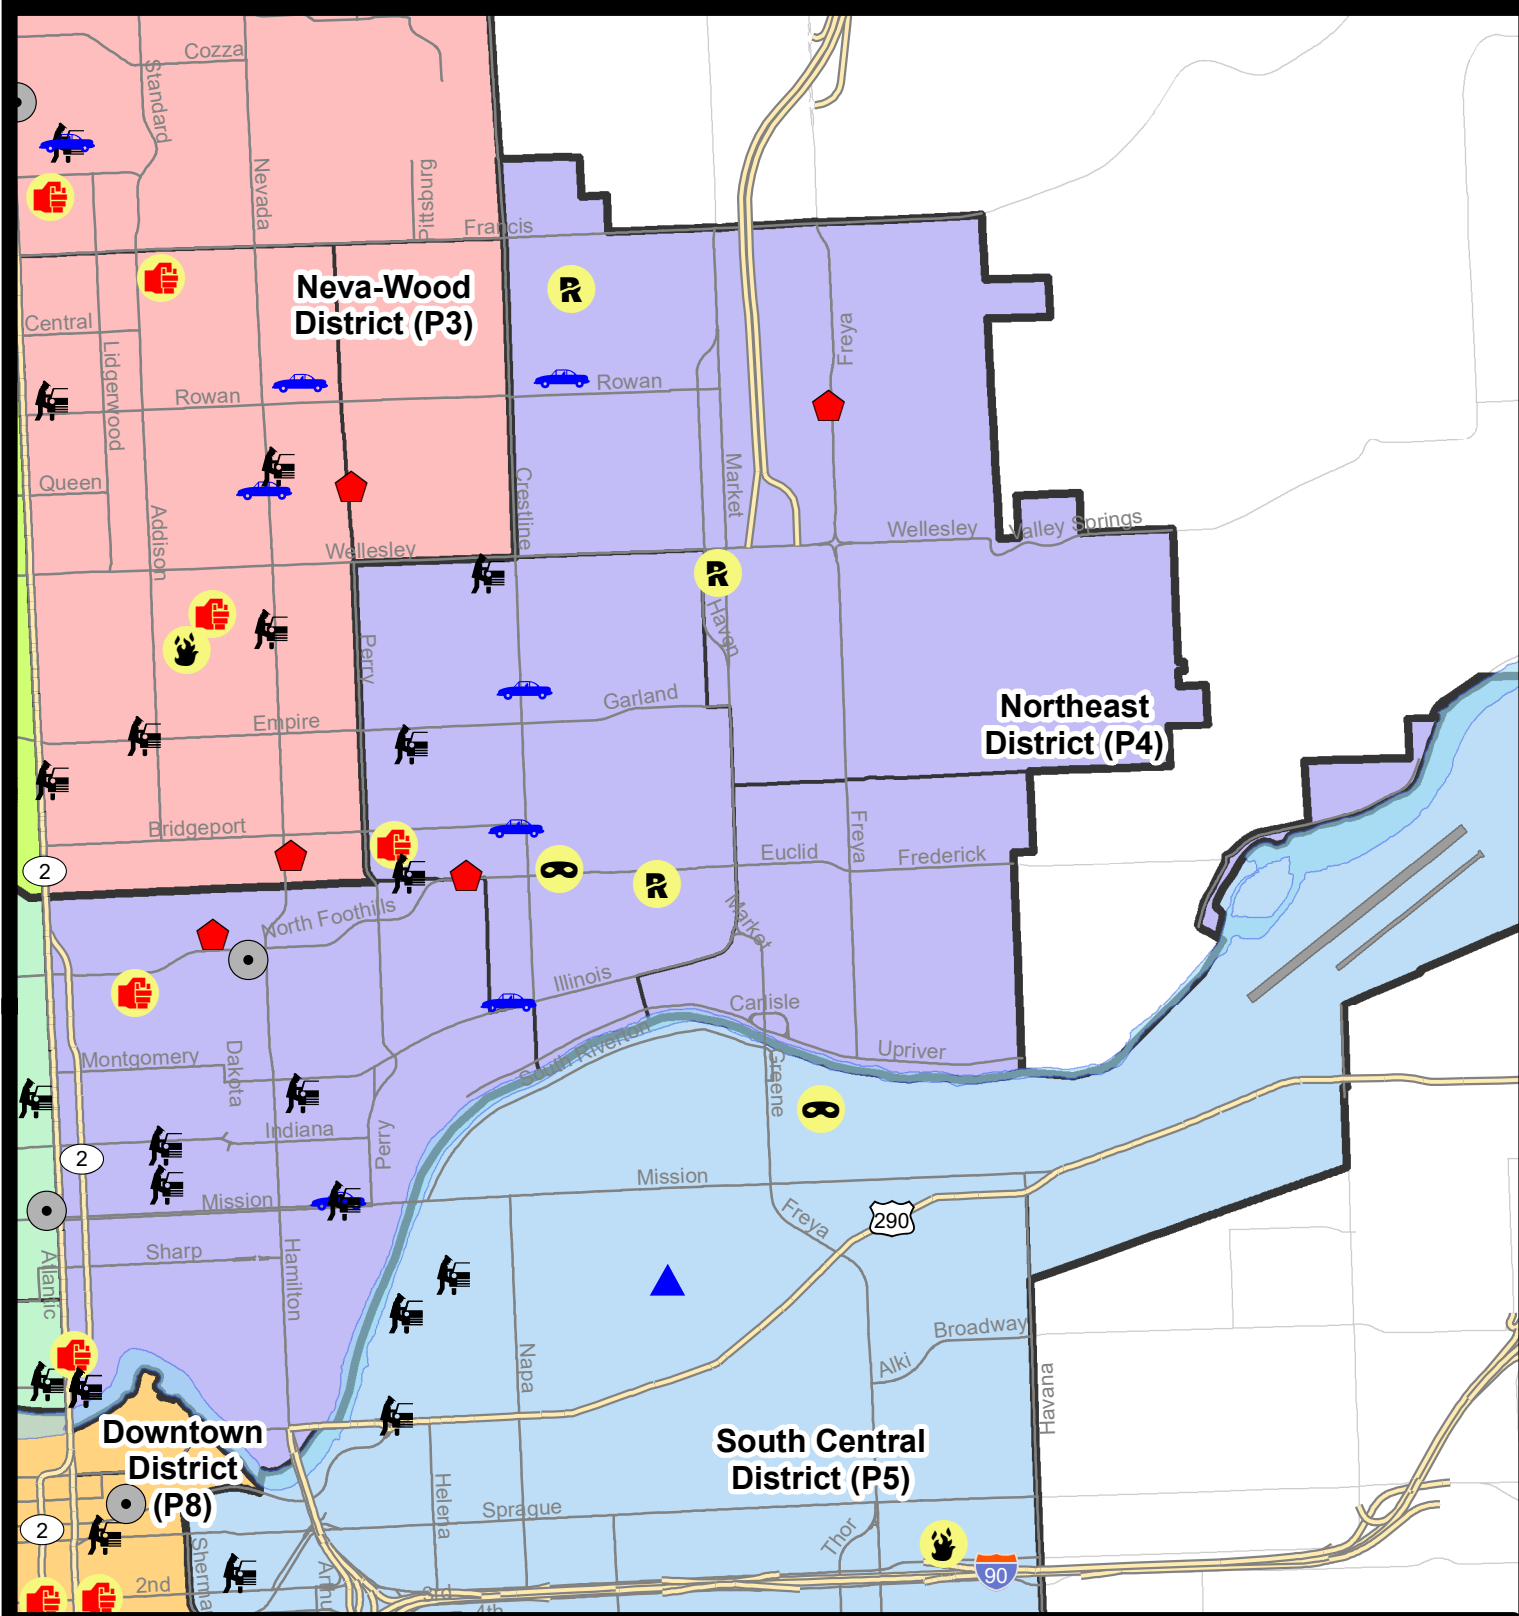 Cozza
Standard
Nevada
Pittsburg
Francis
Neva-Wood
District (P3)
Central
Lidgerwood
Freya
Rowan
Rowan
Queen
Addison
Crestline
Market
Wellesley
Wellesley
Valley Springs
Haven
Perry
Garland
Empire
Northeast
District (P4)
Bridgeport
2
Freya
Euclid
Frederick
North Foothills
Market
Illinois
Carlisle
South Riverton
Upriver
Montgomery
Dakota
Greene
Indiana
Perry
2
Mission
Mission
Freya
290
Sharp
Atlantic
Hamilton
Broadway
Alki
Napa
Havana
Downtown
District
(P8)
South Central
District (P5)
Helena
Sprague
2
Thor
90
2nd
3rd
4th